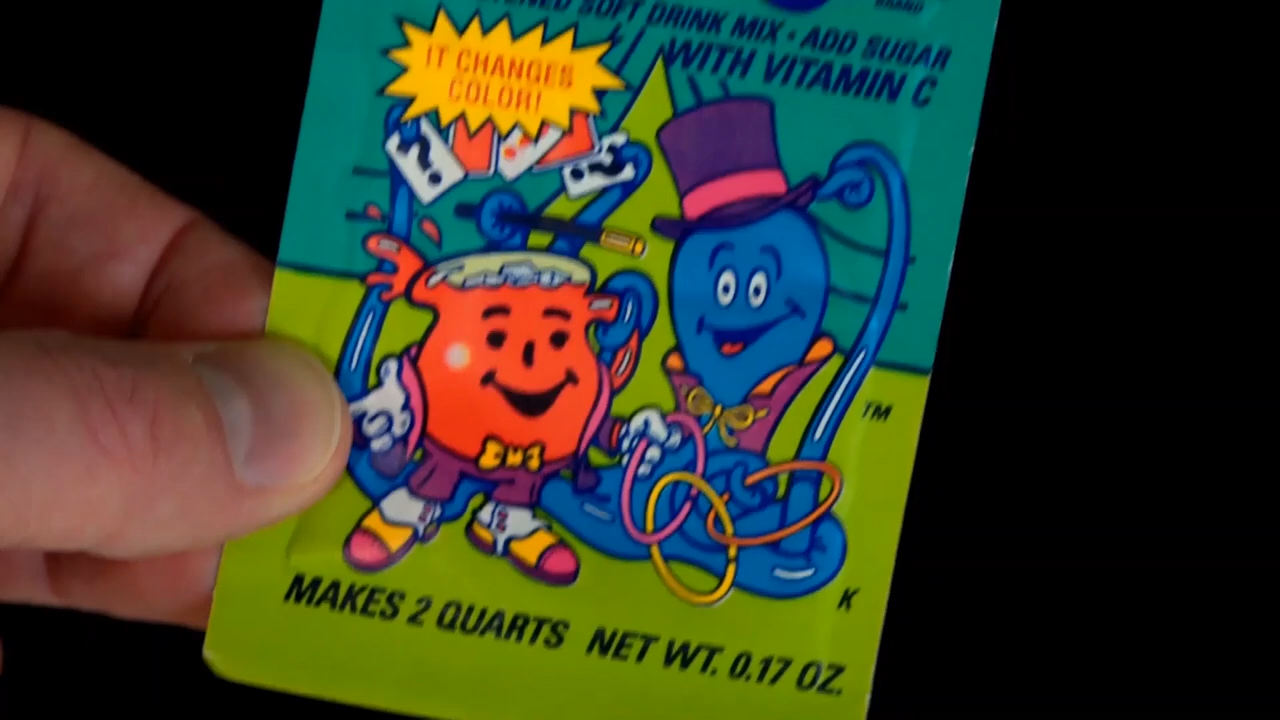 SOFT DRINK MIX • ADD SUGAR
BRAND
WITH VITAMIN C
IT CHANGES
COLOR!
?
?
TM
K
MAKES 2 QUARTS NET WT. 0.17 OZ.